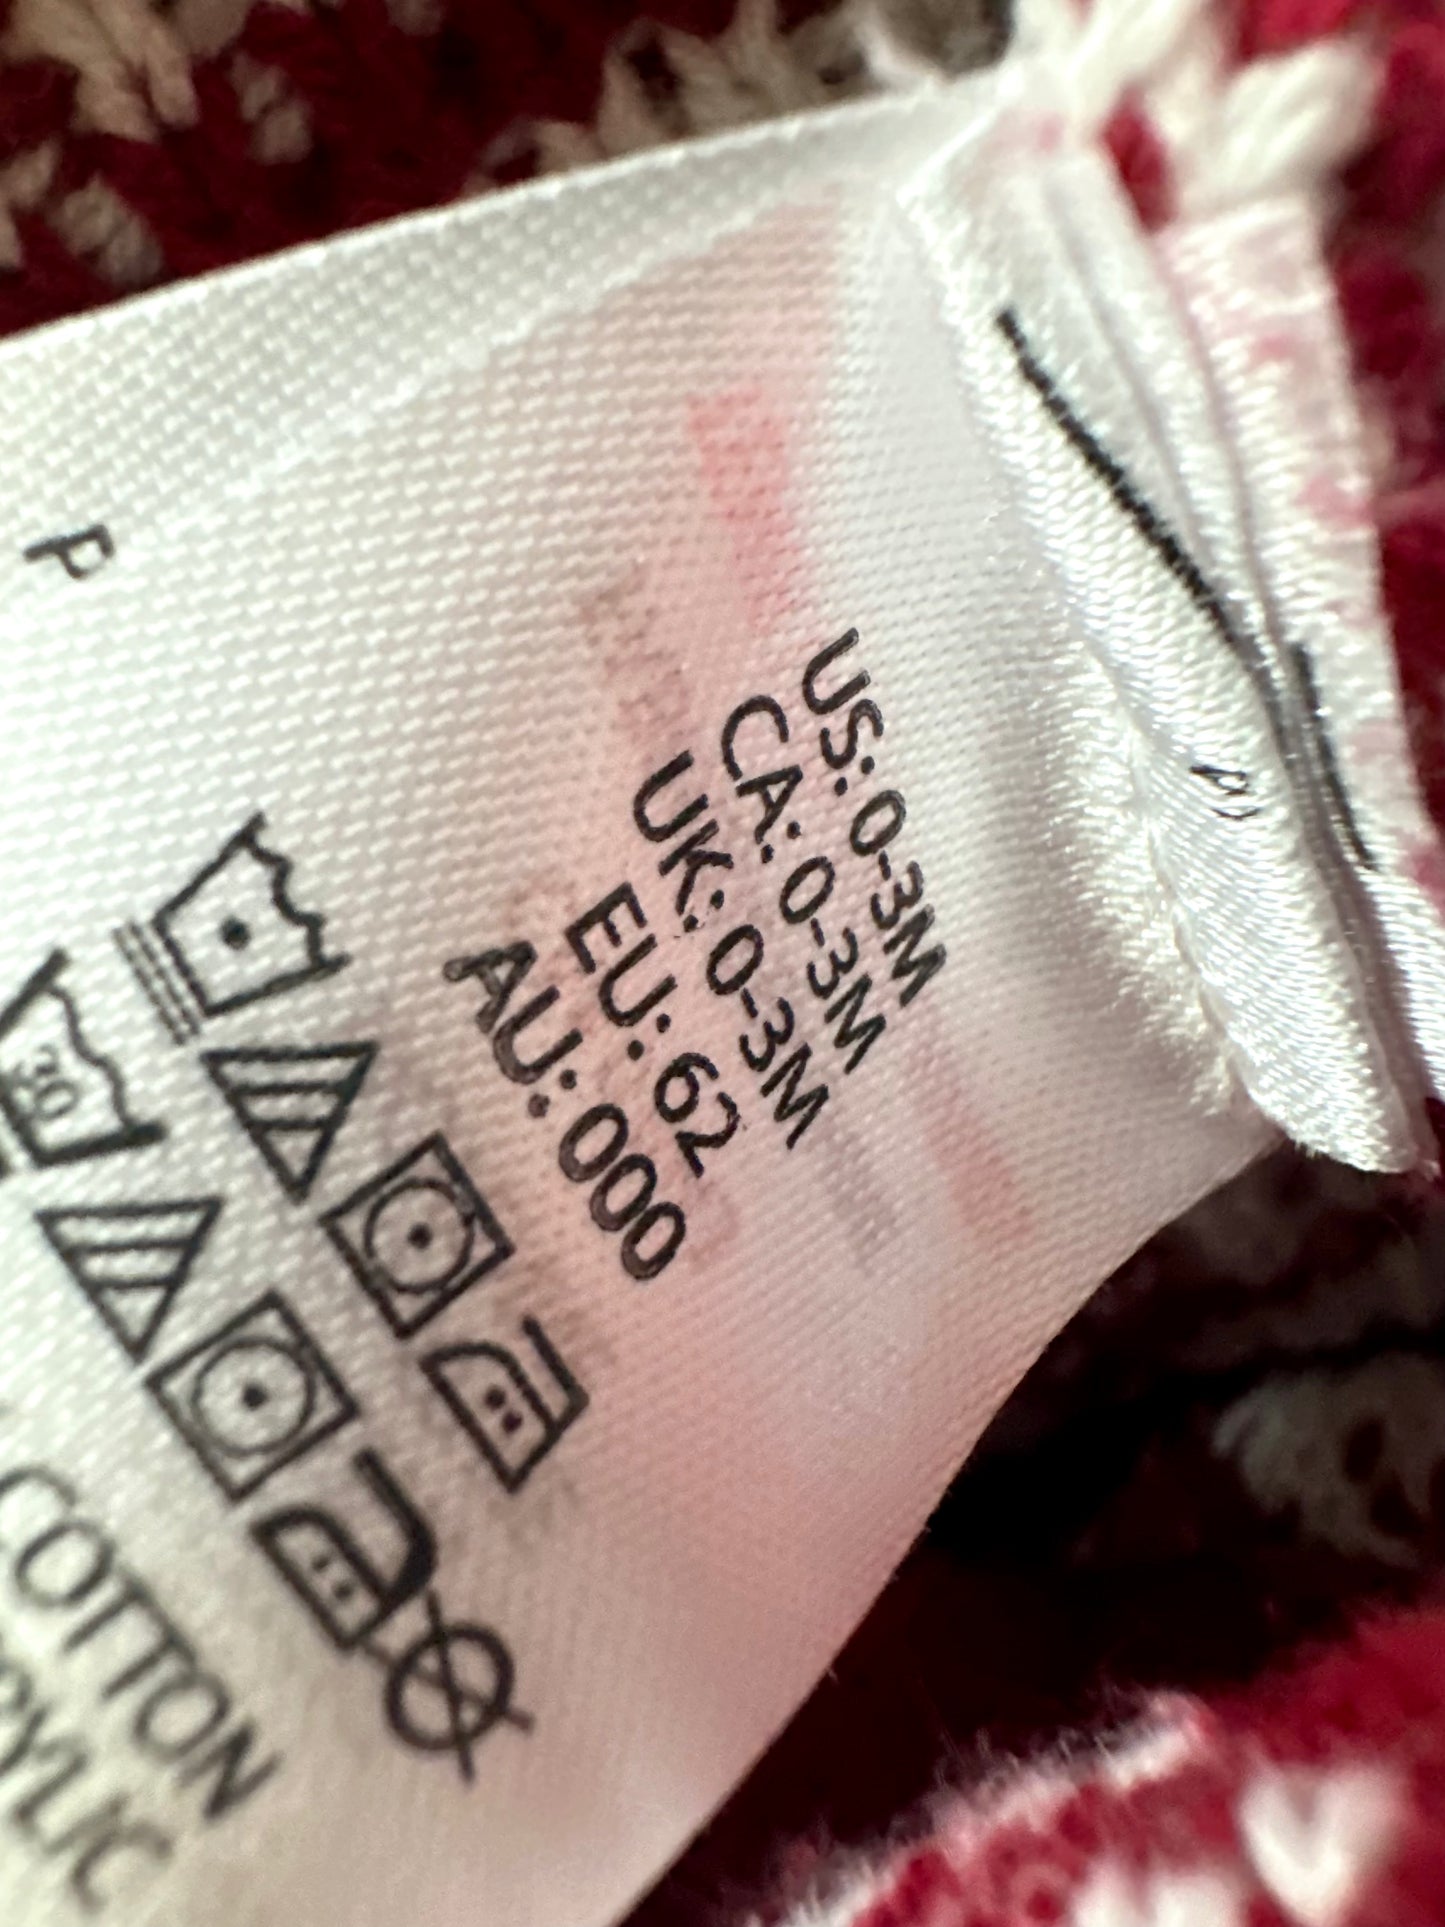 US: 0-3M
CA: 0-3M
UK: 0-3M
EU: 62
AU: 000
30
COTTON
P